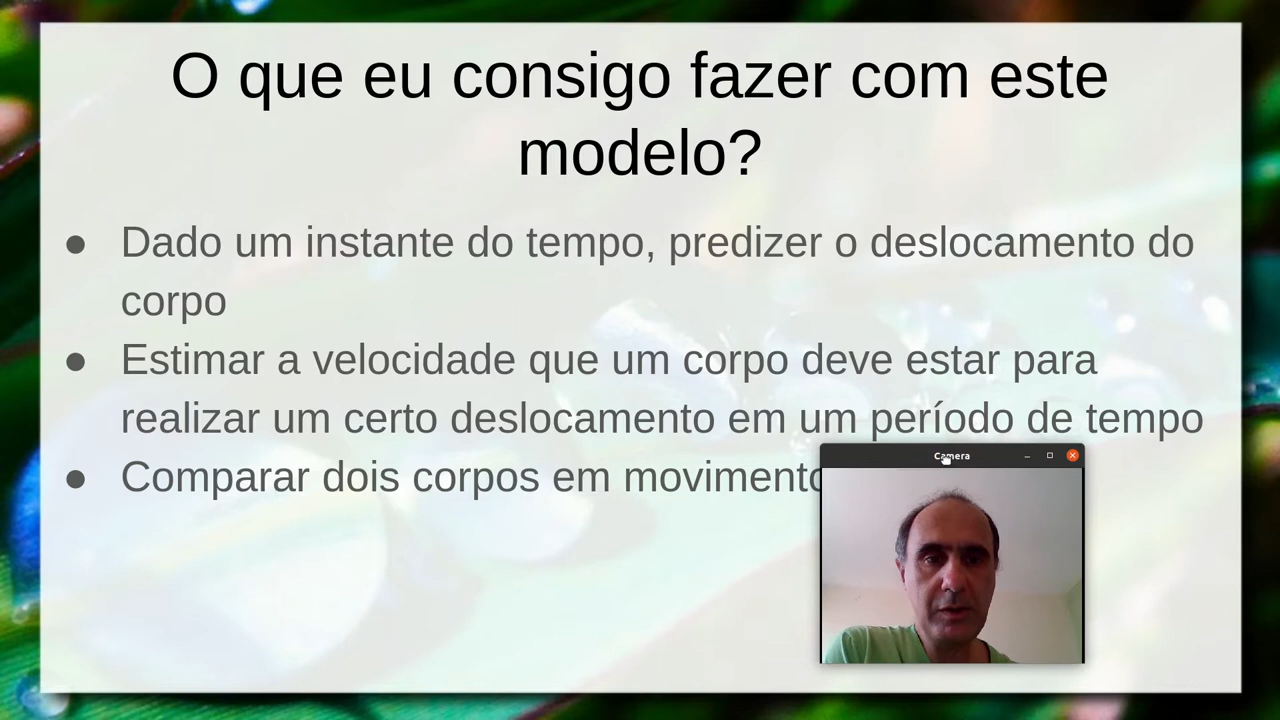 O que eu consigo fazer com este
modelo?
● Dado um instante do tempo, predizer o deslocamento do
corpo
● Estimar a velocidade que um corpo deve estar para
realizar um certo deslocamento em um período de tempo
● Comparar dois corpos em movimento
Camera